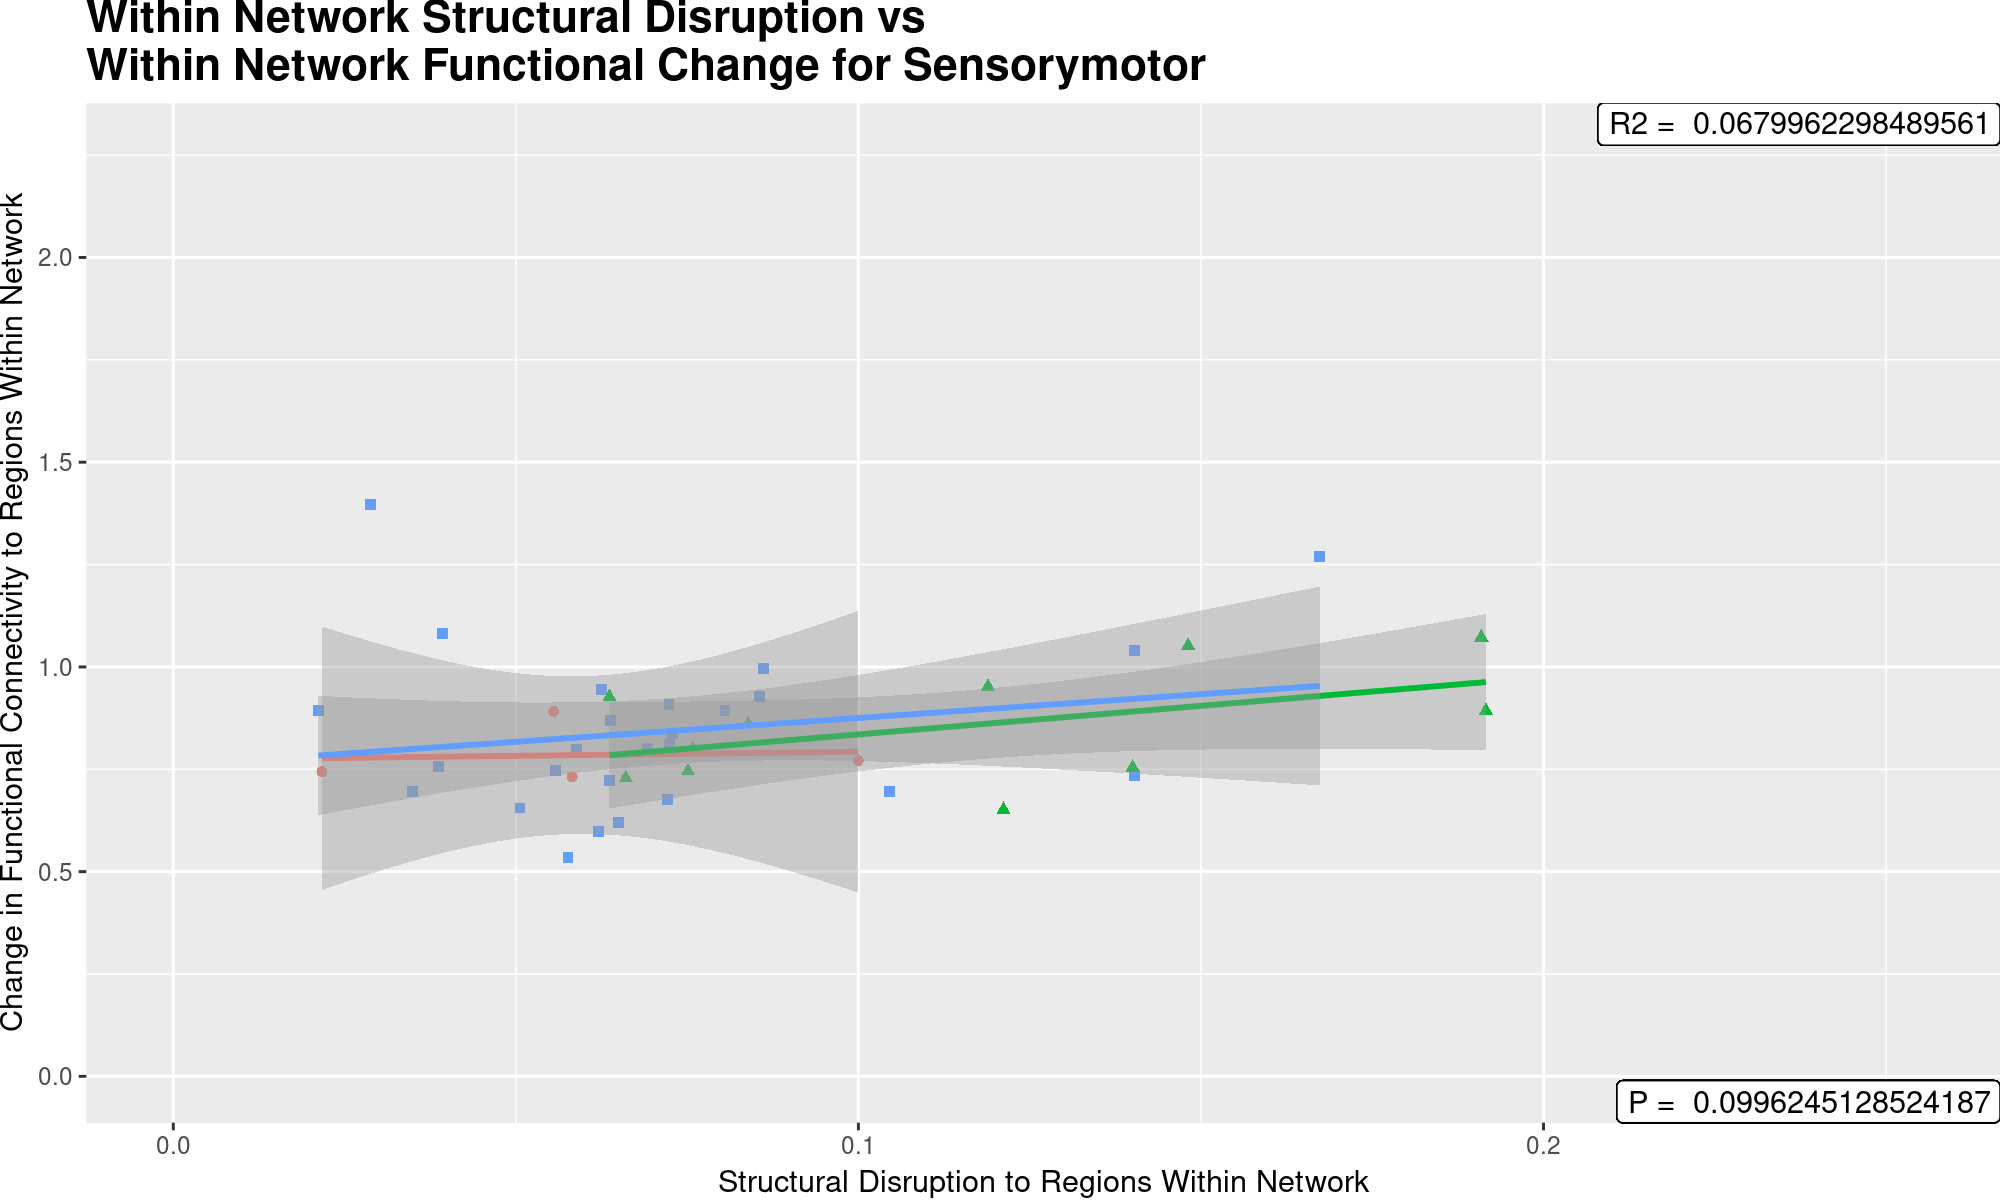 Within Network Structural Disruption vs
Within Network Functional Change for Sensorymotor
R2 = 0.0679962298489561
Change in Functional Connectivity to Regions Within Network
2.0
1.5
1.0
0.5
0.0
P = 0.0996245128524187
0.0
0.1
0.2
Structural Disruption to Regions Within Network